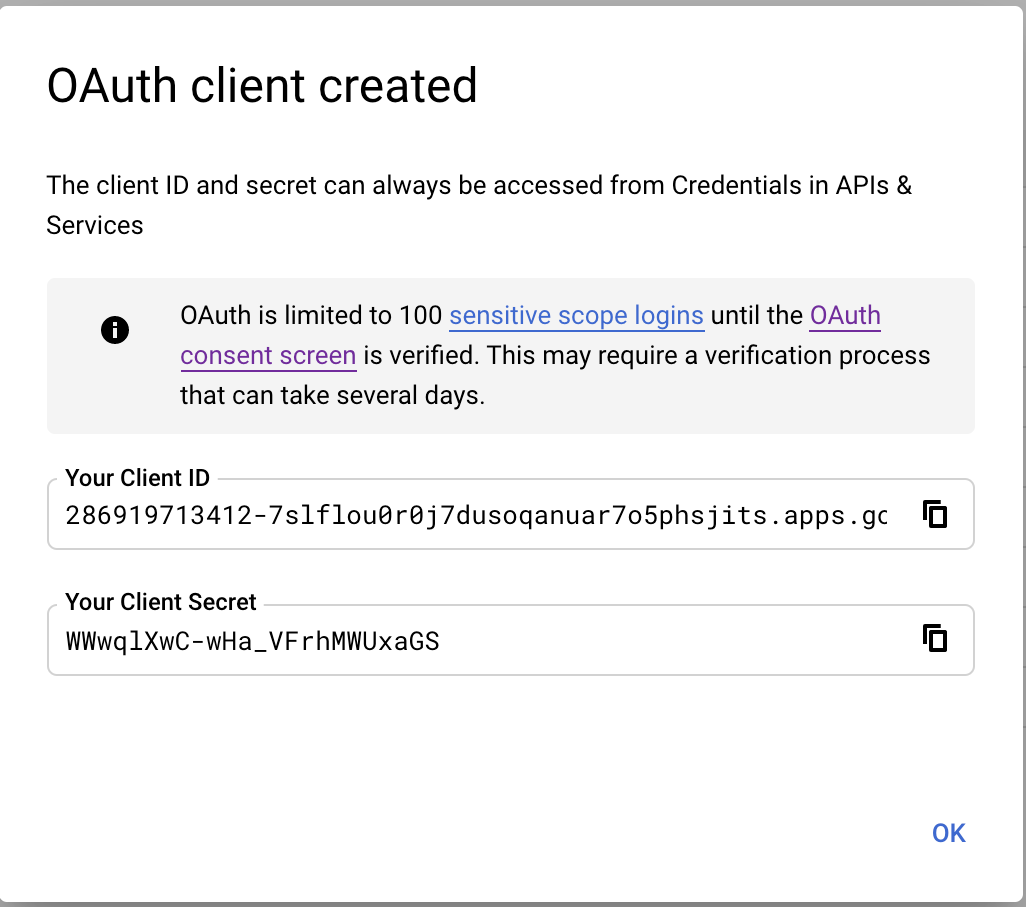 OAuth client created
The client ID and secret can always be accessed from Credentials in APIs &
Services
OAuth is limited to 100 sensitive scope logins until the OAuth
consent screen is verified. This may require a verification process
that can take several days.
Your Client ID
286919713412-7slflou0r0j7dusoqanuar7o5phsjits.apps.go
Your Client Secret
WWwqlXwC-wHa_VFrhMWUxaGS
OK